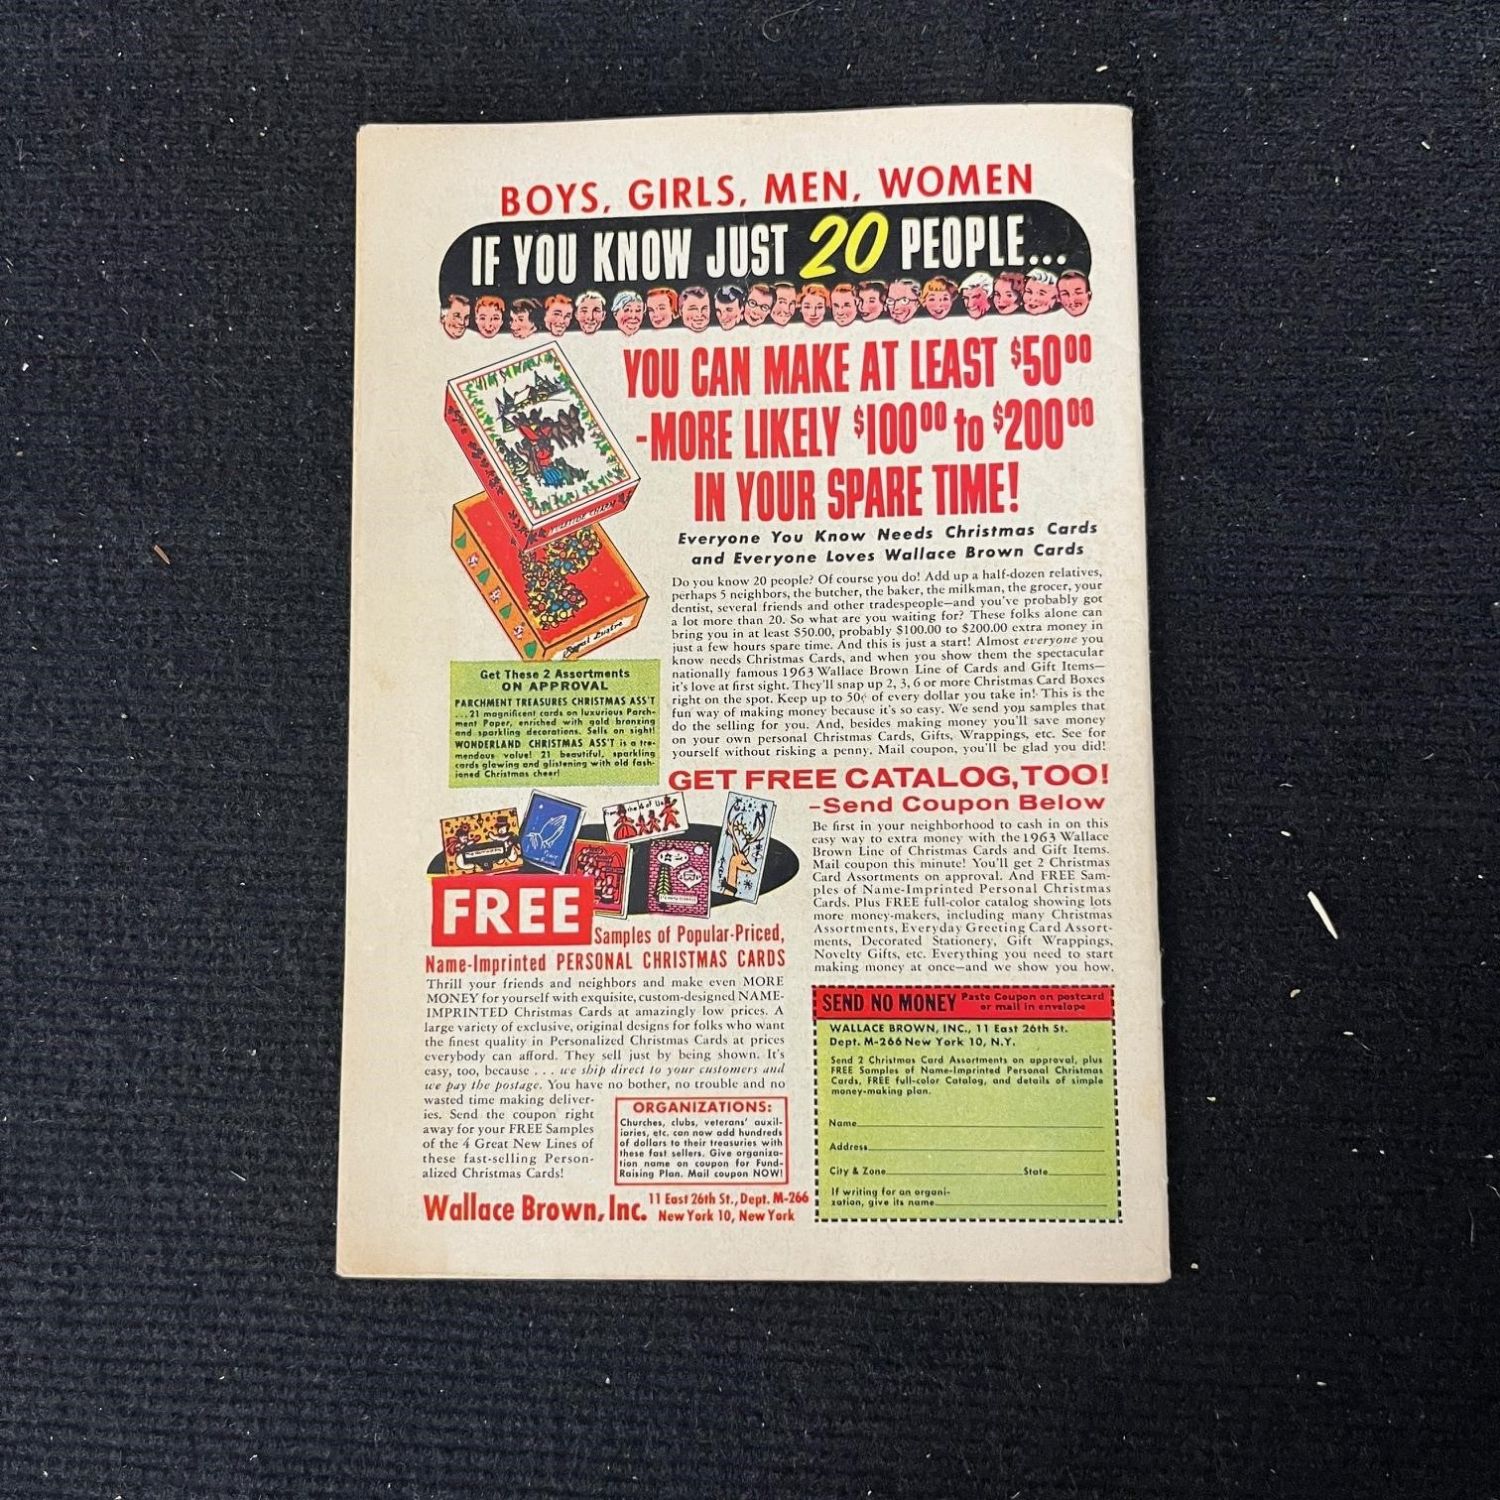 BOYS, GIRLS, MEN, WOMEN
IF YOU KNOW JUST 20 PEOPLE...
YOU CAN MAKE AT LEAST $5000
-MORE LIKELY $10000 to $20000
IN YOUR SPARE TIME!
Everyone You Know Needs Christmas Cards
and Everyone Loves Wallace Brown Cards
Do you know 20 people? Of course you do! Add up a half-dozen relatives,
perhaps 5 neighbors, the butcher, the baker, the milkman, the grocer, your
dentist, several friends and other tradespeople—and you've probably got
a lot more than 20. So what are you waiting for? These folks alone can
bring you in at least $50.00, probably $100.00 to $200.00 extra money in
just a few hours spare time. And this is just a start! Almost everyone you
know needs Christmas Cards, and when you show them the spectacular
nationally famous 1963 Wallace Brown Line of Cards and Gift Items—
it's love at first sight. They'll snap up 2, 3, 6 or more Christmas Card Boxes
right on the spot. Keep up to 50¢ of every dollar you take in! This is the
fun way of making money because it's so easy. We send you samples that
do the selling for you. And, besides making money you'll save money
on your own personal Christmas Cards, Gifts, Wrappings, etc. See for
yourself without risking a penny. Mail coupon, you'll be glad you did!
Royal Lustre
Get These 2 Assortments
ON APPROVAL
PARCHMENT TREASURES CHRISTMAS ASS'T
...21 magnificent cards on luxurious Parch-
ment Paper, enriched with gold bronzing
and sparkling decorations. Sells on sight!
WONDERLAND CHRISTMAS ASS'T is a tre-
mendous value! 21 beautiful, sparkling
cards glowing and glistening with old fash-
ioned Christmas cheer!
GET FREE CATALOG, TOO!
-Send Coupon Below
Be first in your neighborhood to cash in on this
easy way to extra money with the 1963 Wallace
Brown Line of Christmas Cards and Gift Items.
Mail coupon this minute! You'll get 2 Christmas
Card Assortments on approval. And FREE Sam-
ples of Name-Imprinted Personal Christmas
Cards. Plus FREE full-color catalog showing lots
more money-makers, including many Christmas
Assortments, Everyday Greeting Card Assort-
ments, Decorated Stationery, Gift Wrappings,
Novelty Gifts, etc. Everything you need to start
making money at once—and we show you how.
From the of Us
FREE
Samples of Popular-Priced,
Name-Imprinted PERSONAL CHRISTMAS CARDS
Thrill your friends and neighbors and make even MORE
MONEY for yourself with exquisite, custom-designed NAME-
IMPRINTED Christmas Cards at amazingly low prices. A
large variety of exclusive, original designs for folks who want
the finest quality in Personalized Christmas Cards at prices
everybody can afford. They sell just by being shown. It's
easy, too, because . . . we ship direct to your customers and
we pay the postage. You have no bother, no trouble and no
wasted time making deliver-
ies. Send the coupon right
away for your FREE Samples
of the 4 Great New Lines of
these fast-selling Person-
alized Christmas Cards!
ORGANIZATIONS:
Churches, clubs, veterans' auxil-
iaries, etc. can now add hundreds
of dollars to their treasuries with
these fast sellers. Give organiza-
tion name on coupon for Fund-
Raising Plan. Mail coupon NOW!
Wallace Brown, Inc. 11 East 26th St., Dept. M-266
New York 10, New York
SEND NO MONEY Paste Coupon on postcard
or mail in envelope
WALLACE BROWN, INC., 11 East 26th St.
Dept. M-266 New York 10, N.Y.
Send 2 Christmas Card Assortments on approval, plus
FREE Samples of Name-Imprinted Personal Christmas
Cards, FREE full-color Catalog, and details of simple
money-making plan.
Name
Address
City & Zone State
If writing for an organi-
zation, give its name